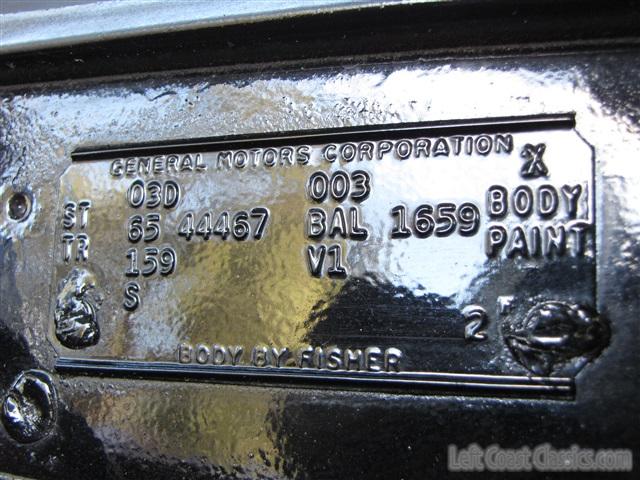 GENERAL MOTORS CORPORATION X
03D 003
ST 65 44467 BAL 1659 BODY
TR 159 V1 PAINT
S
2
BODY BY FISHER
Left Coast Classics.com